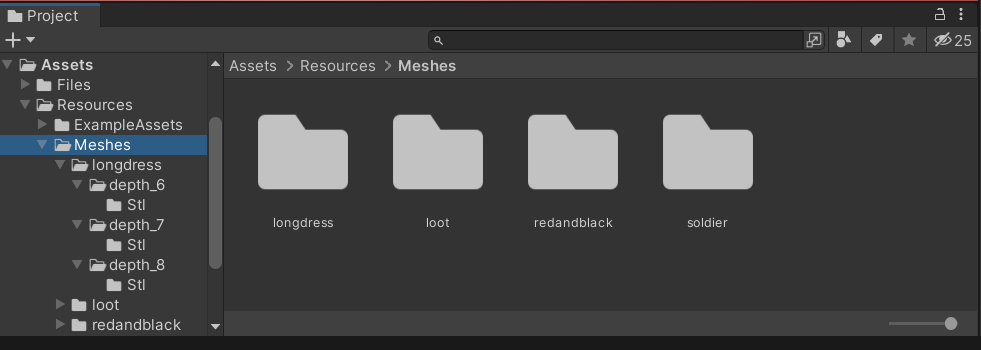 Project
25
Assets
Files
Resources
ExampleAssets
Meshes
longdress
depth_6
Stl
depth_7
Stl
depth_8
Stl
loot
redandblack
Assets > Resources > Meshes
longdress loot redandblack soldier